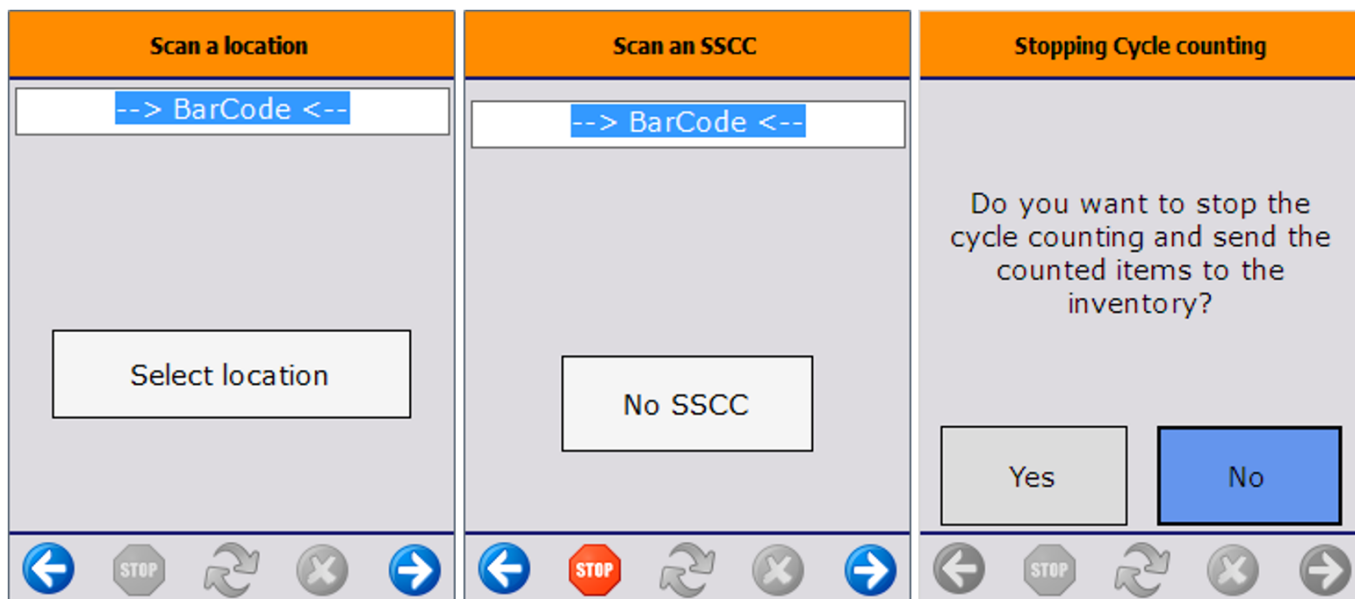 Scan a location
--> BarCode <--
Select location
STOP
Scan an SSCC
--> BarCode <--
No SSCC
STOP
Stopping Cycle counting
Do you want to stop the
cycle counting and send the
counted items to the
inventory?
Yes
No
STOP